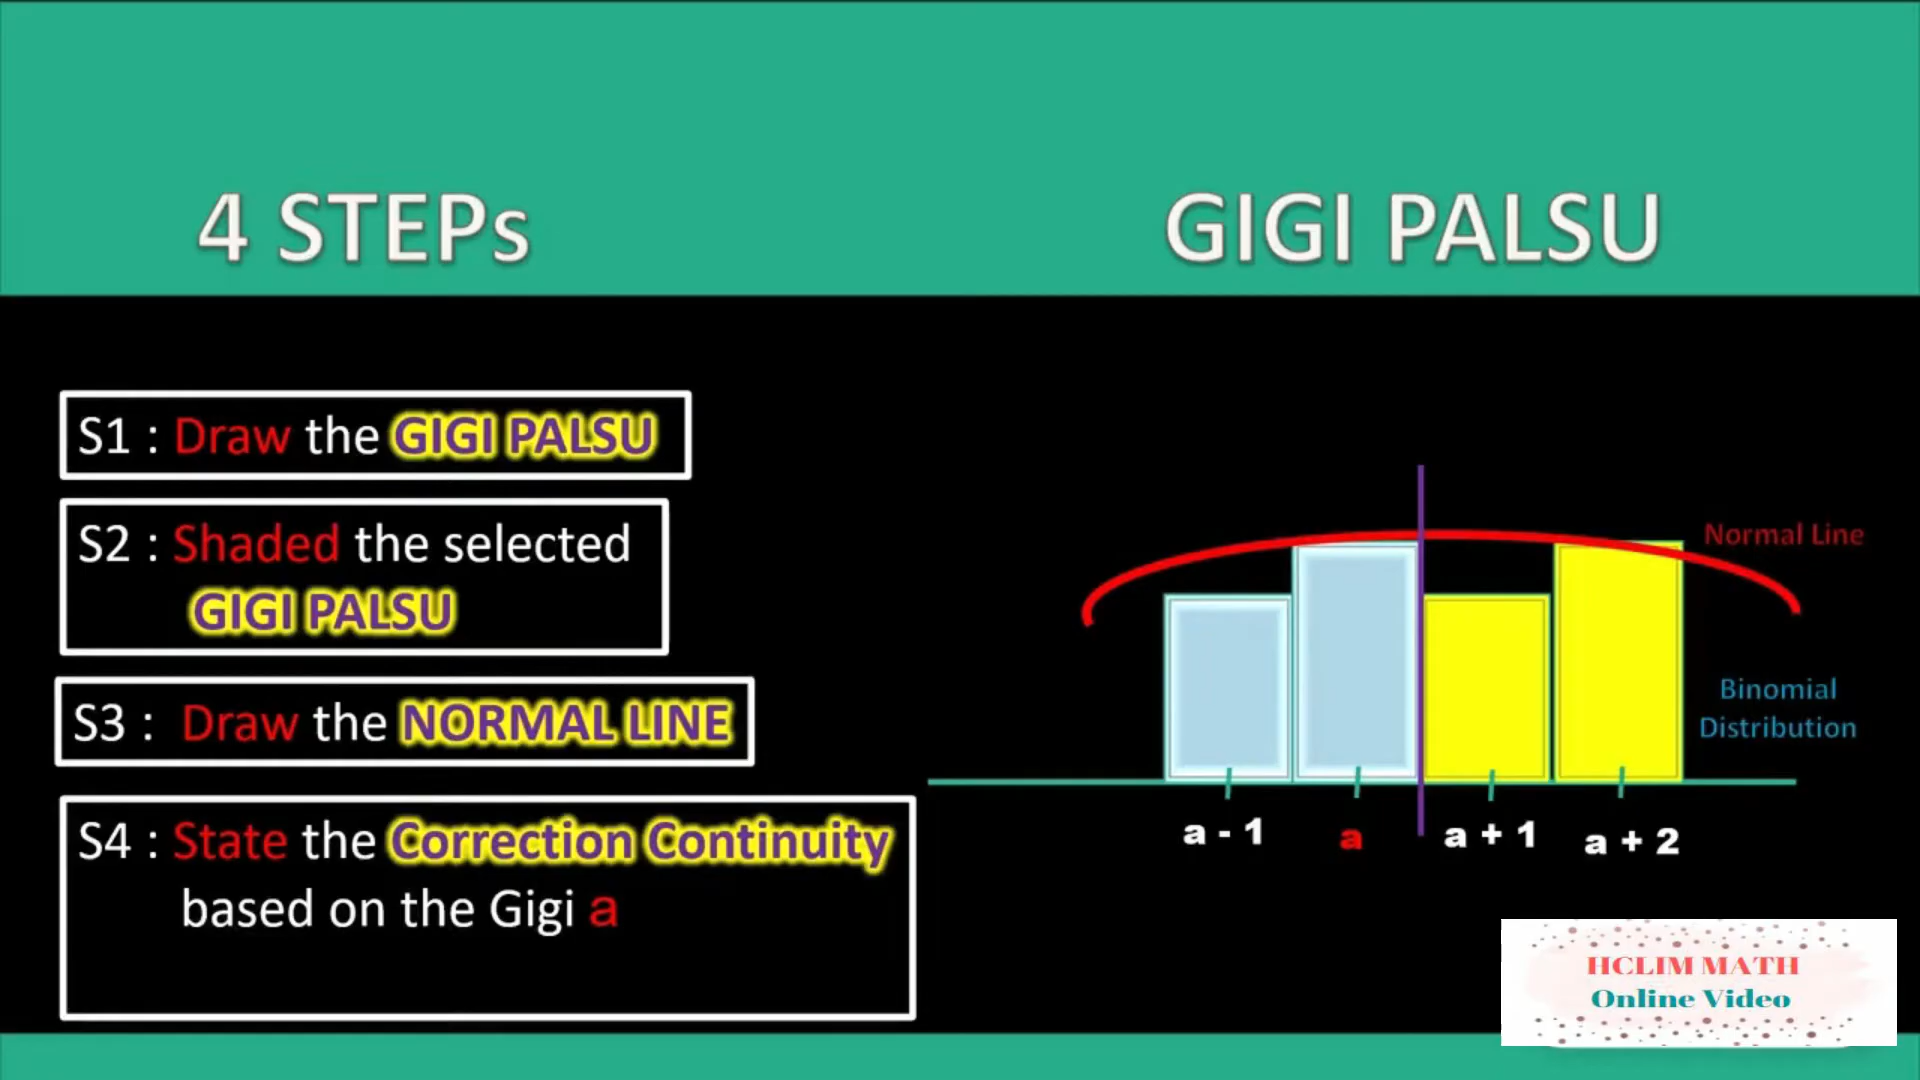 4 STEPs
GIGI PALSU
S1 : Draw the GIGI PALSU
S2 : Shaded the selected
GIGI PALSU
S3 : Draw the NORMAL LINE
S4 : State the Correction Continuity
based on the Gigi a
Normal Line
Binomial
Distribution
a - 1
a
a + 1
a + 2
HCLIM MATH
Online Video